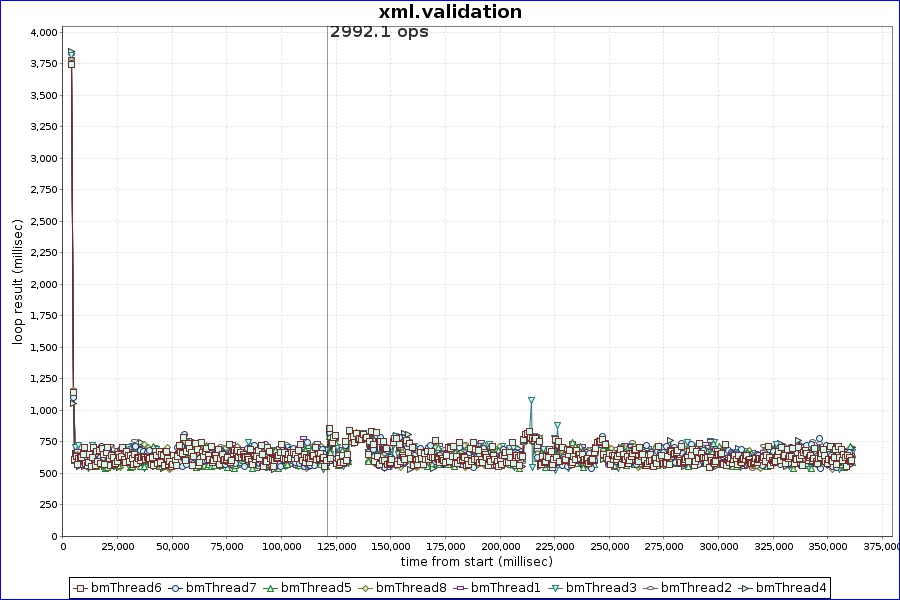 xml.validation
2992.1 ops
4,000
3,750
3,500
3,250
3,000
2,750
2,500
2,250
2,000
1,750
1,500
1,250
1,000
750
500
250
0
loop result (millisec)
0 25,000 50,000 75,000 100,000 125,000 150,000 175,000 200,000 225,000 250,000 275,000 300,000 325,000 350,000 375,000
time from start (millisec)
bmThread6 bmThread7 bmThread5 bmThread8 bmThread1 bmThread3 bmThread2 bmThread4